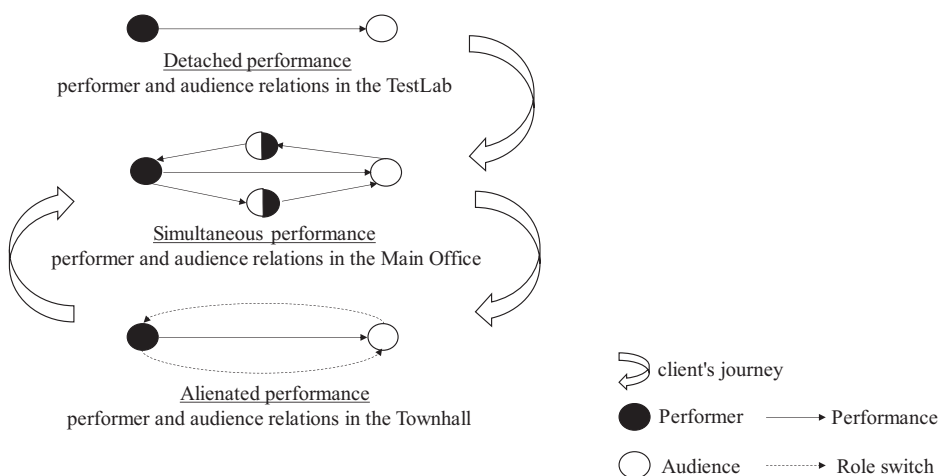 Detached performance
performer and audience relations in the TestLab
Simultaneous performance
performer and audience relations in the Main Office
Alienated performance
performer and audience relations in the Townhall
client's journey
Performer
Performance
Audience
Role switch